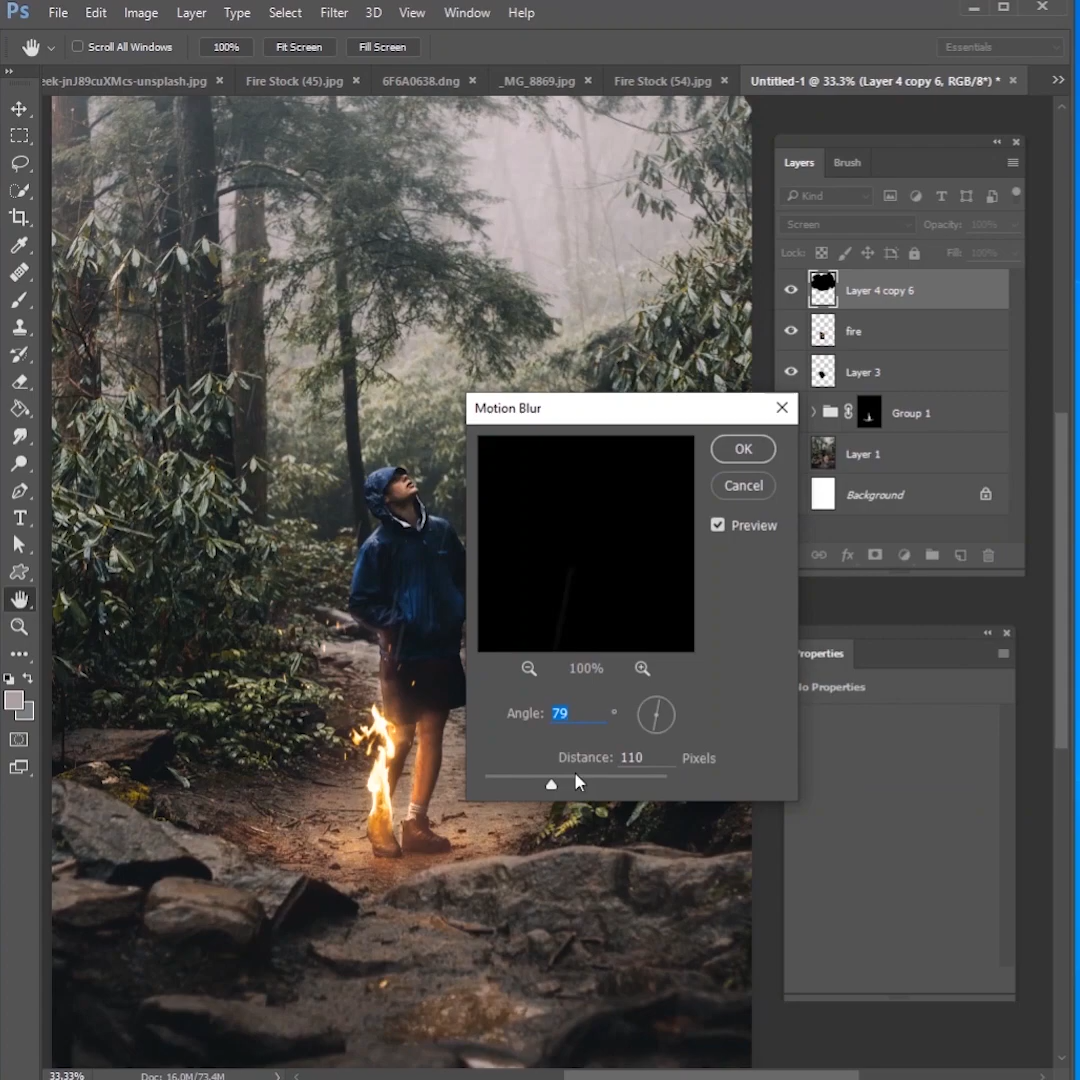 Ps File Edit Image Layer Type Select Filter 3D View Window Help
Scroll All Windows 100% Fit Screen Fill Screen Essentials
eek-jnJ89cuXMcs-unsplash.jpg × Fire Stock (45).jpg × 6F6A0638.dng × _MG_8869.jpg × Fire Stock (54).jpg × Untitled-1 @ 33.3% (Layer 4 copy 6, RGB/8*) * ×
Layers Brush
Kind
Screen Opacity: 100%
Lock: Fill: 100%
Layer 4 copy 6
fire
Layer 3
Group 1
Layer 1
Background
fx
Motion Blur
OK
Cancel
Preview
100%
Angle: 79 °
Distance: 110 Pixels
roperties
lo Properties
33.33% Doc: 16.0M/73.4M